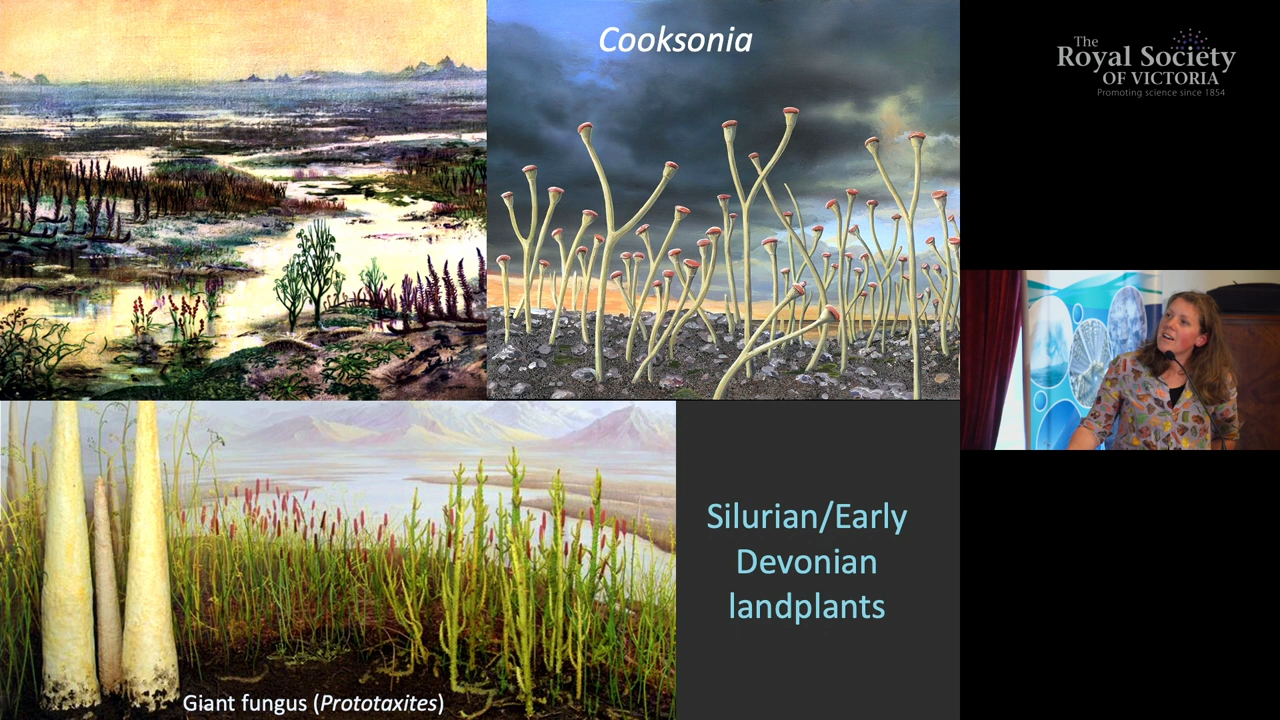 Cooksonia
The
Royal Society
OF VICTORIA
Promoting science since 1854
Silurian/Early
Devonian
landplants
Giant fungus (Prototaxites)